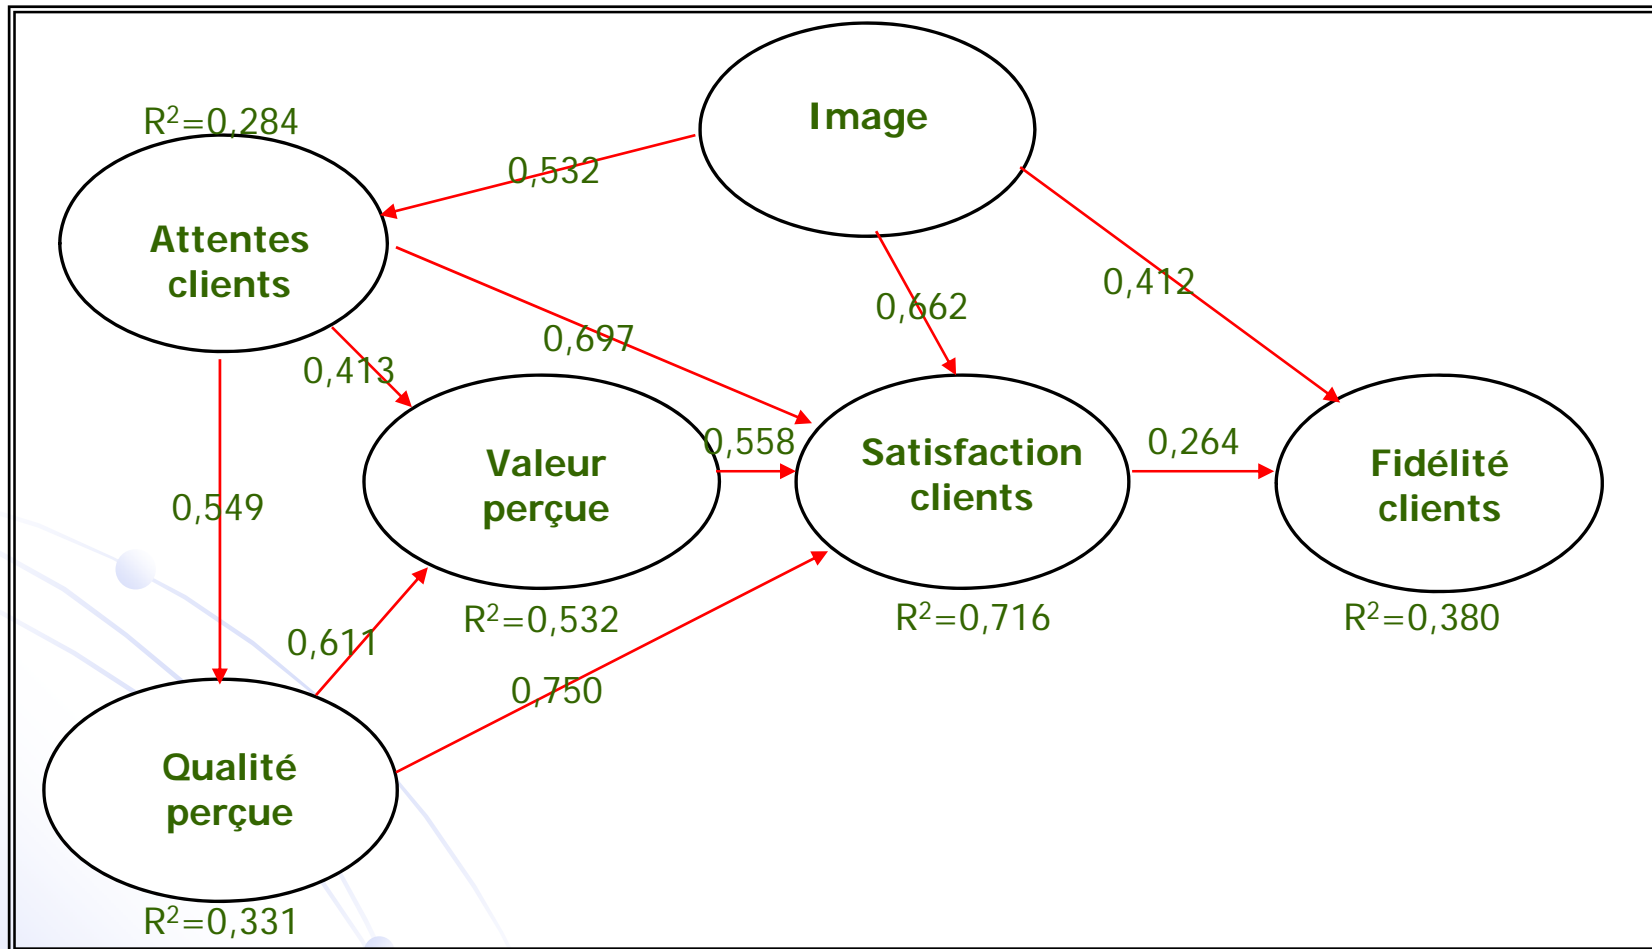 Image
R²=0,284
0,532
Attentes
clients
0,412
0,662
0,697
0,413
0,558
Valeur
perçue
Satisfaction
clients
0,264
Fidélité
clients
0,549
R²=0,532
R²=0,716
R²=0,380
0,611
0,750
Qualité
perçue
R²=0,331